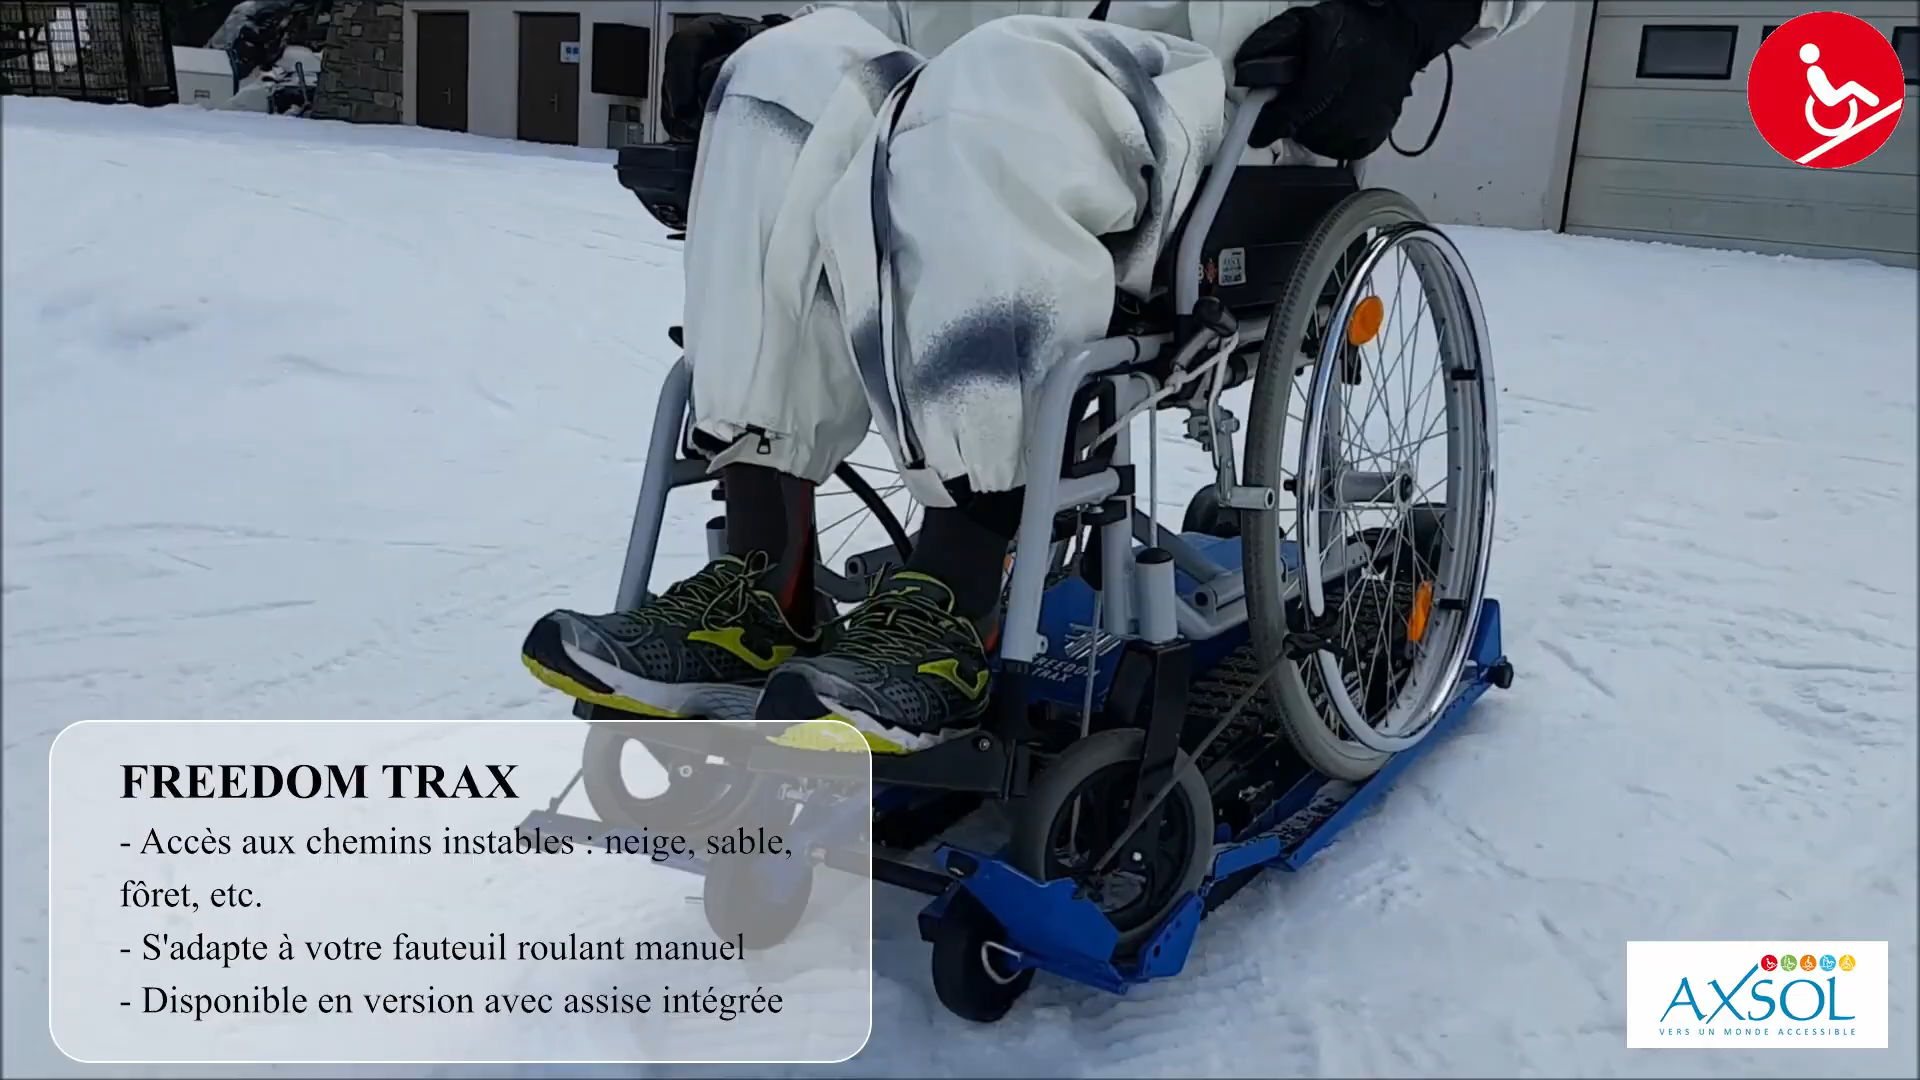 FREEDOM
TRAX
FREEDOM TRAX
- Accès aux chemins instables : neige, sable,
fôret, etc.
- S'adapte à votre fauteuil roulant manuel
- Disponible en version avec assise intégrée
AXSOL
VERS UN MONDE ACCESSIBLE